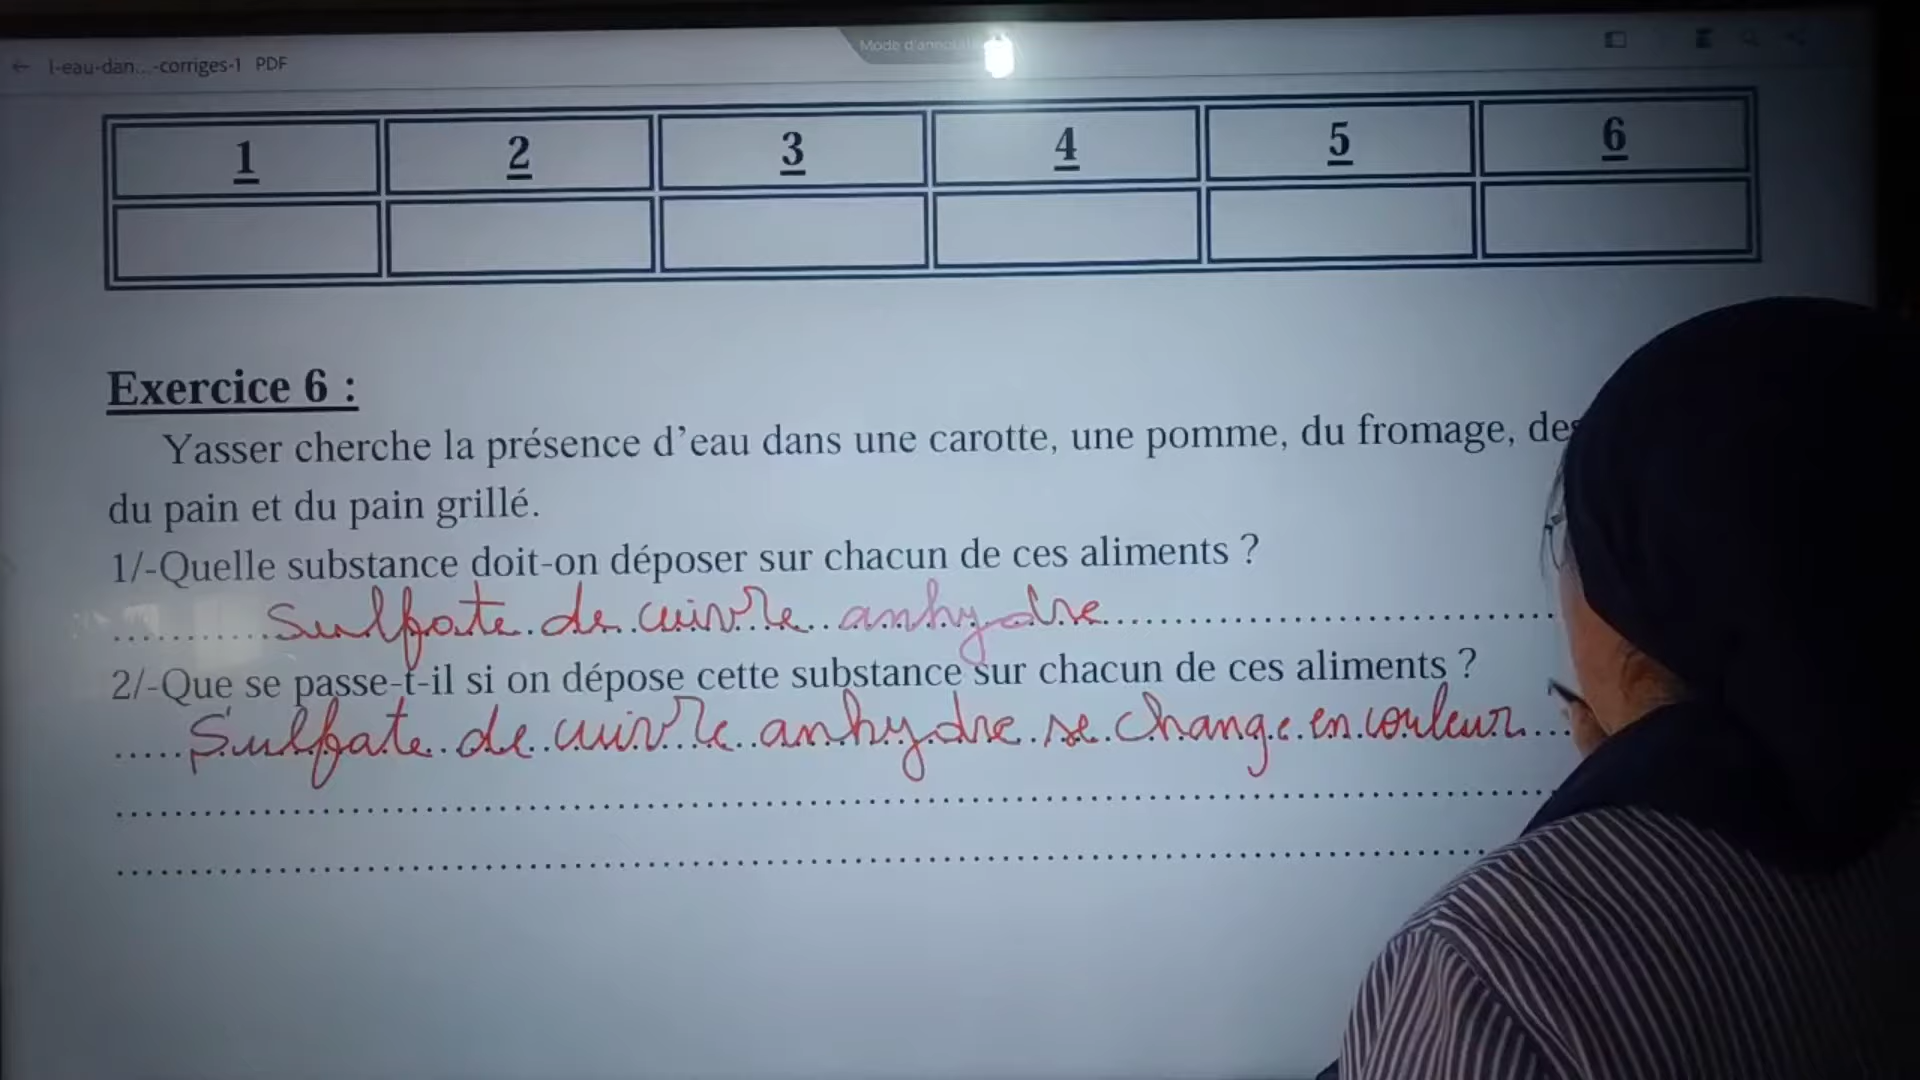 ← l-eau-dan...-corriges-1 PDF
1 2 3 4 5 6
Exercice 6 :
Yasser cherche la présence d'eau dans une carotte, une pomme, du fromage,
du pain et du pain grillé.
1/-Quelle substance doit-on déposer sur chacun de ces aliments ?
Sulfate de cuivre anhydre
2/-Que se passe-t-il si on dépose cette substance sur chacun de ces aliments ?
Sulfate de cuivre anhydre se change en couleur